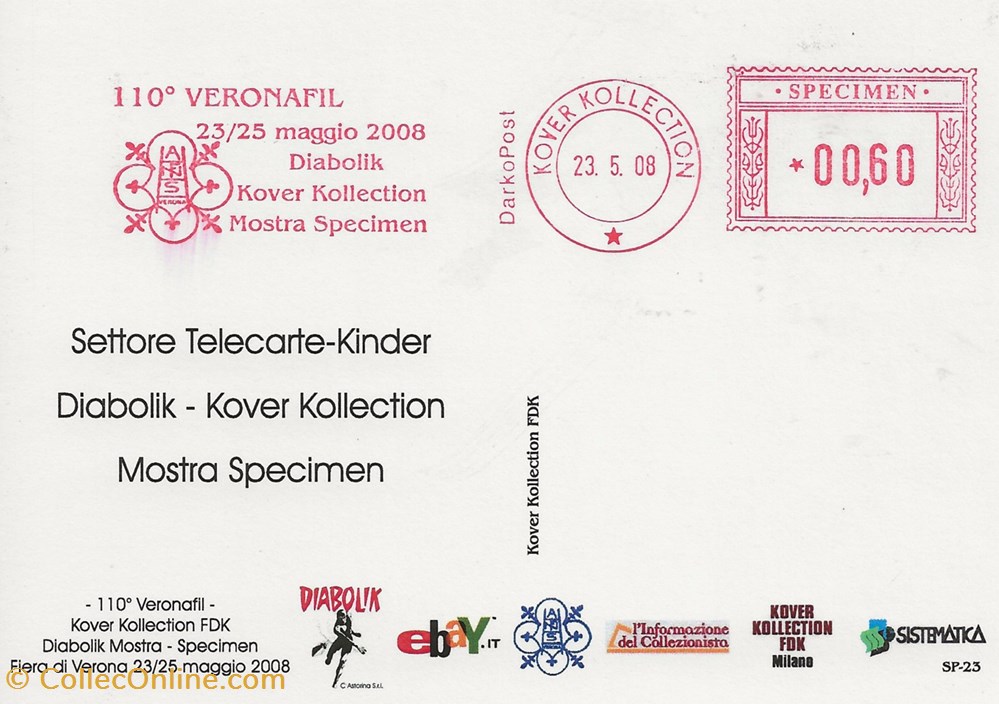 110° VERONAFIL
23/25 maggio 2008
Diabolik
Kover Kollection
Mostra Specimen
VERONA
DarkoPost
KOVER KOLLECTION
23. 5. 08
· SPECIMEN ·
*00,60
Settore Telecarte-Kinder
Diabolik - Kover Kollection
Mostra Specimen
Kover Kollection FDK
- 110° Veronafil -
Kover Kollection FDK
Diabolik Mostra - Specimen
Fiera di Verona 23/25 maggio 2008
DIABOLIK
© Astorina S.r.l.
ebaY™.IT
VERONA
l'Informazione
del Collezionista
KOVER
KOLLECTION
FDK
Milano
SISTEMATICA
SP-23
© CollecOnline.com